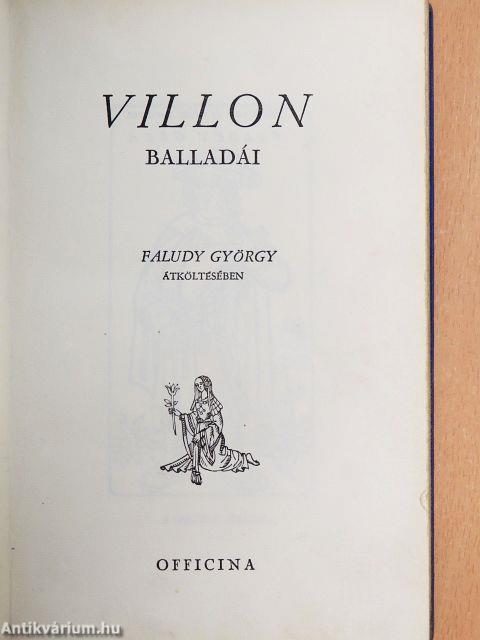 VILLON
BALLADÁI
FALUDY GYÖRGY
ÁTKÖLTÉSÉBEN
OFFICINA
Antikvárium.hu